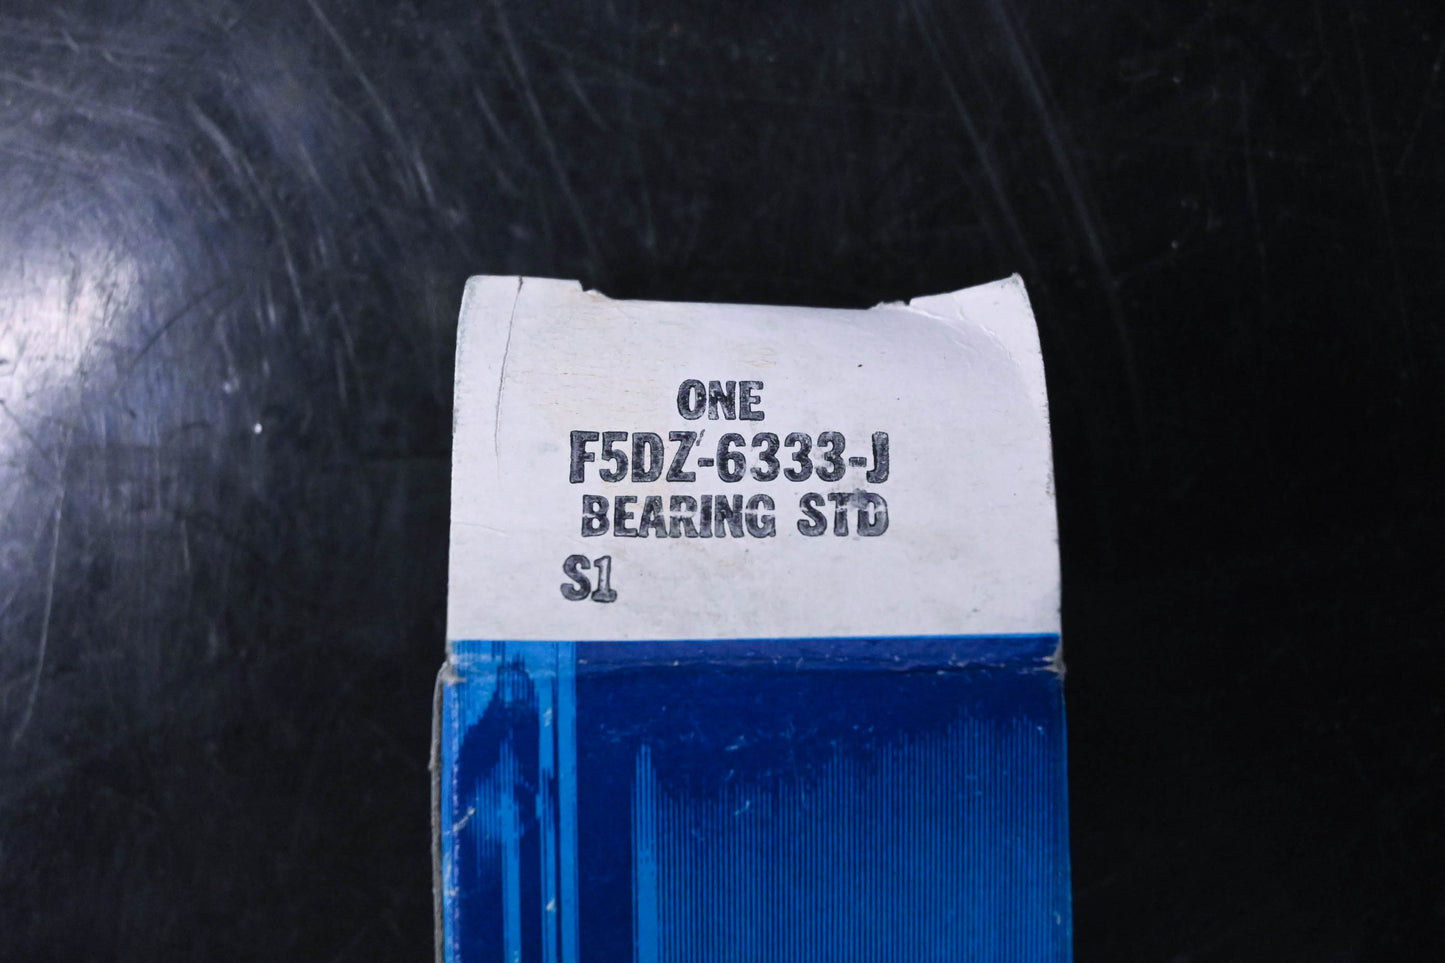 ONE
F5DZ-6333-J
BEARING STD
S1